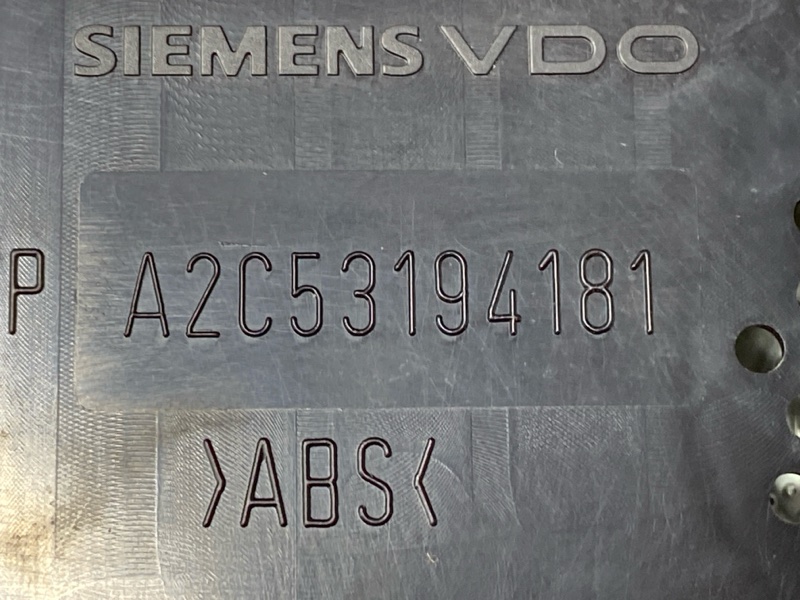 SIEMENS VDO
P A2C53194181
>ABS<